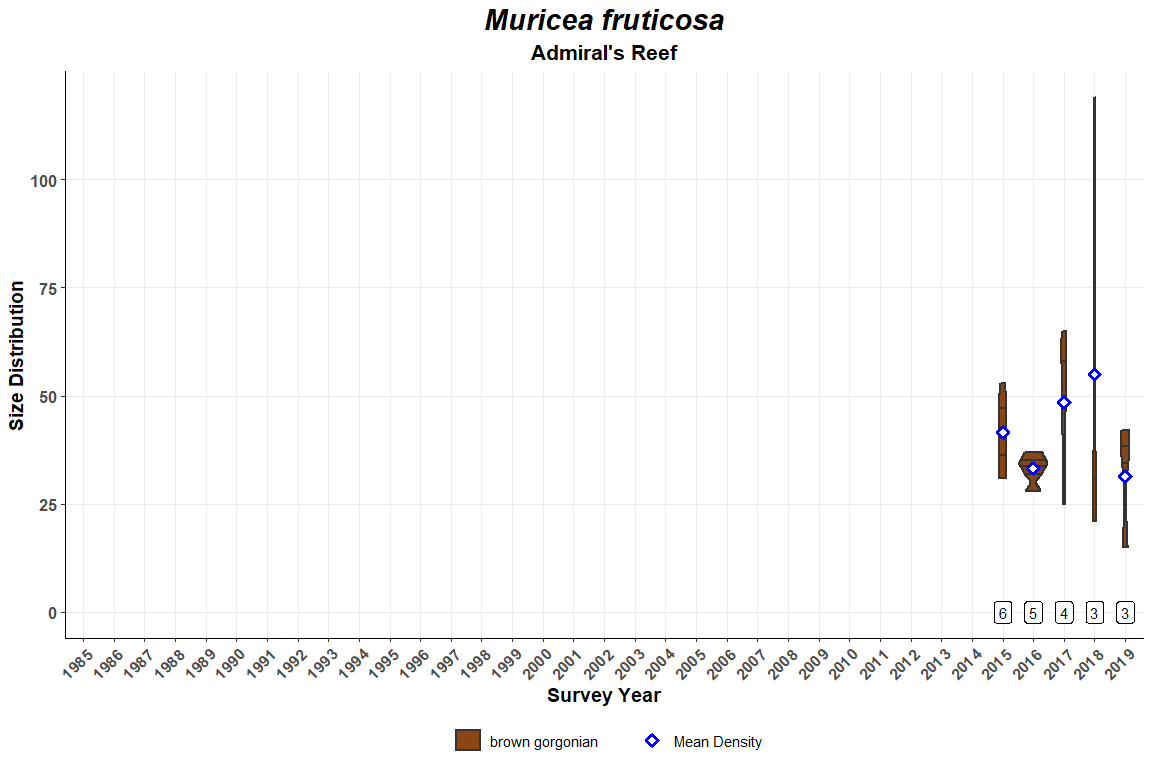 Muricea fruticosa
Admiral's Reef
Size Distribution
100
75
50
25
0
6 5 4 3 3
1985 1986 1987 1988 1989 1990 1991 1992 1993 1994 1995 1996 1997 1998 1999 2000 2001 2002 2003 2004 2005 2006 2007 2008 2009 2010 2011 2012 2013 2014 2015 2016 2017 2018 2019
Survey Year
brown gorgonian Mean Density